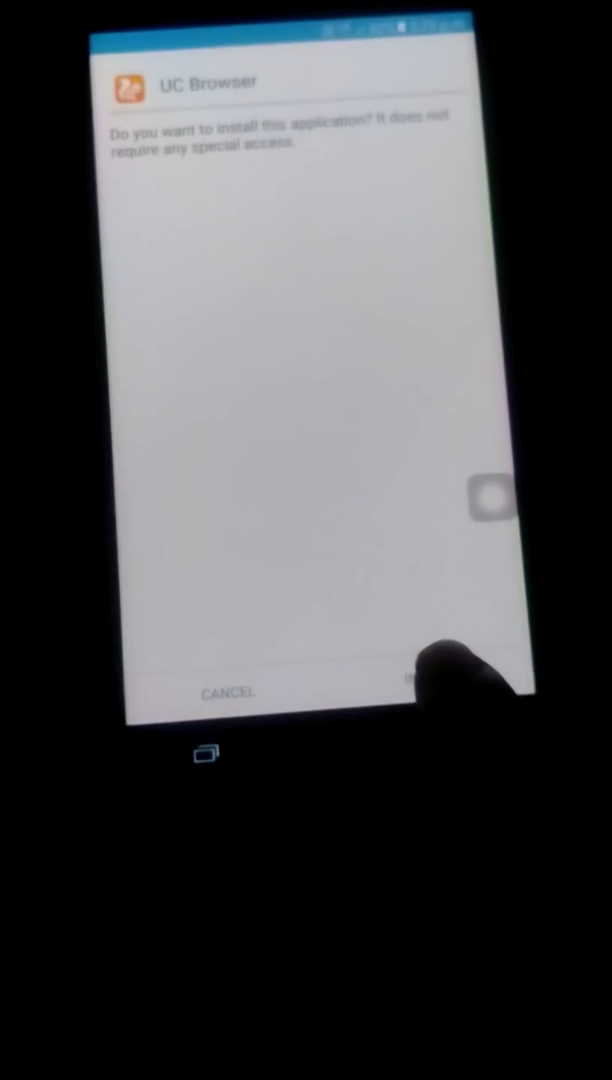 UC Browser
Do you want to install this application? It does not
require any special access.
CANCEL